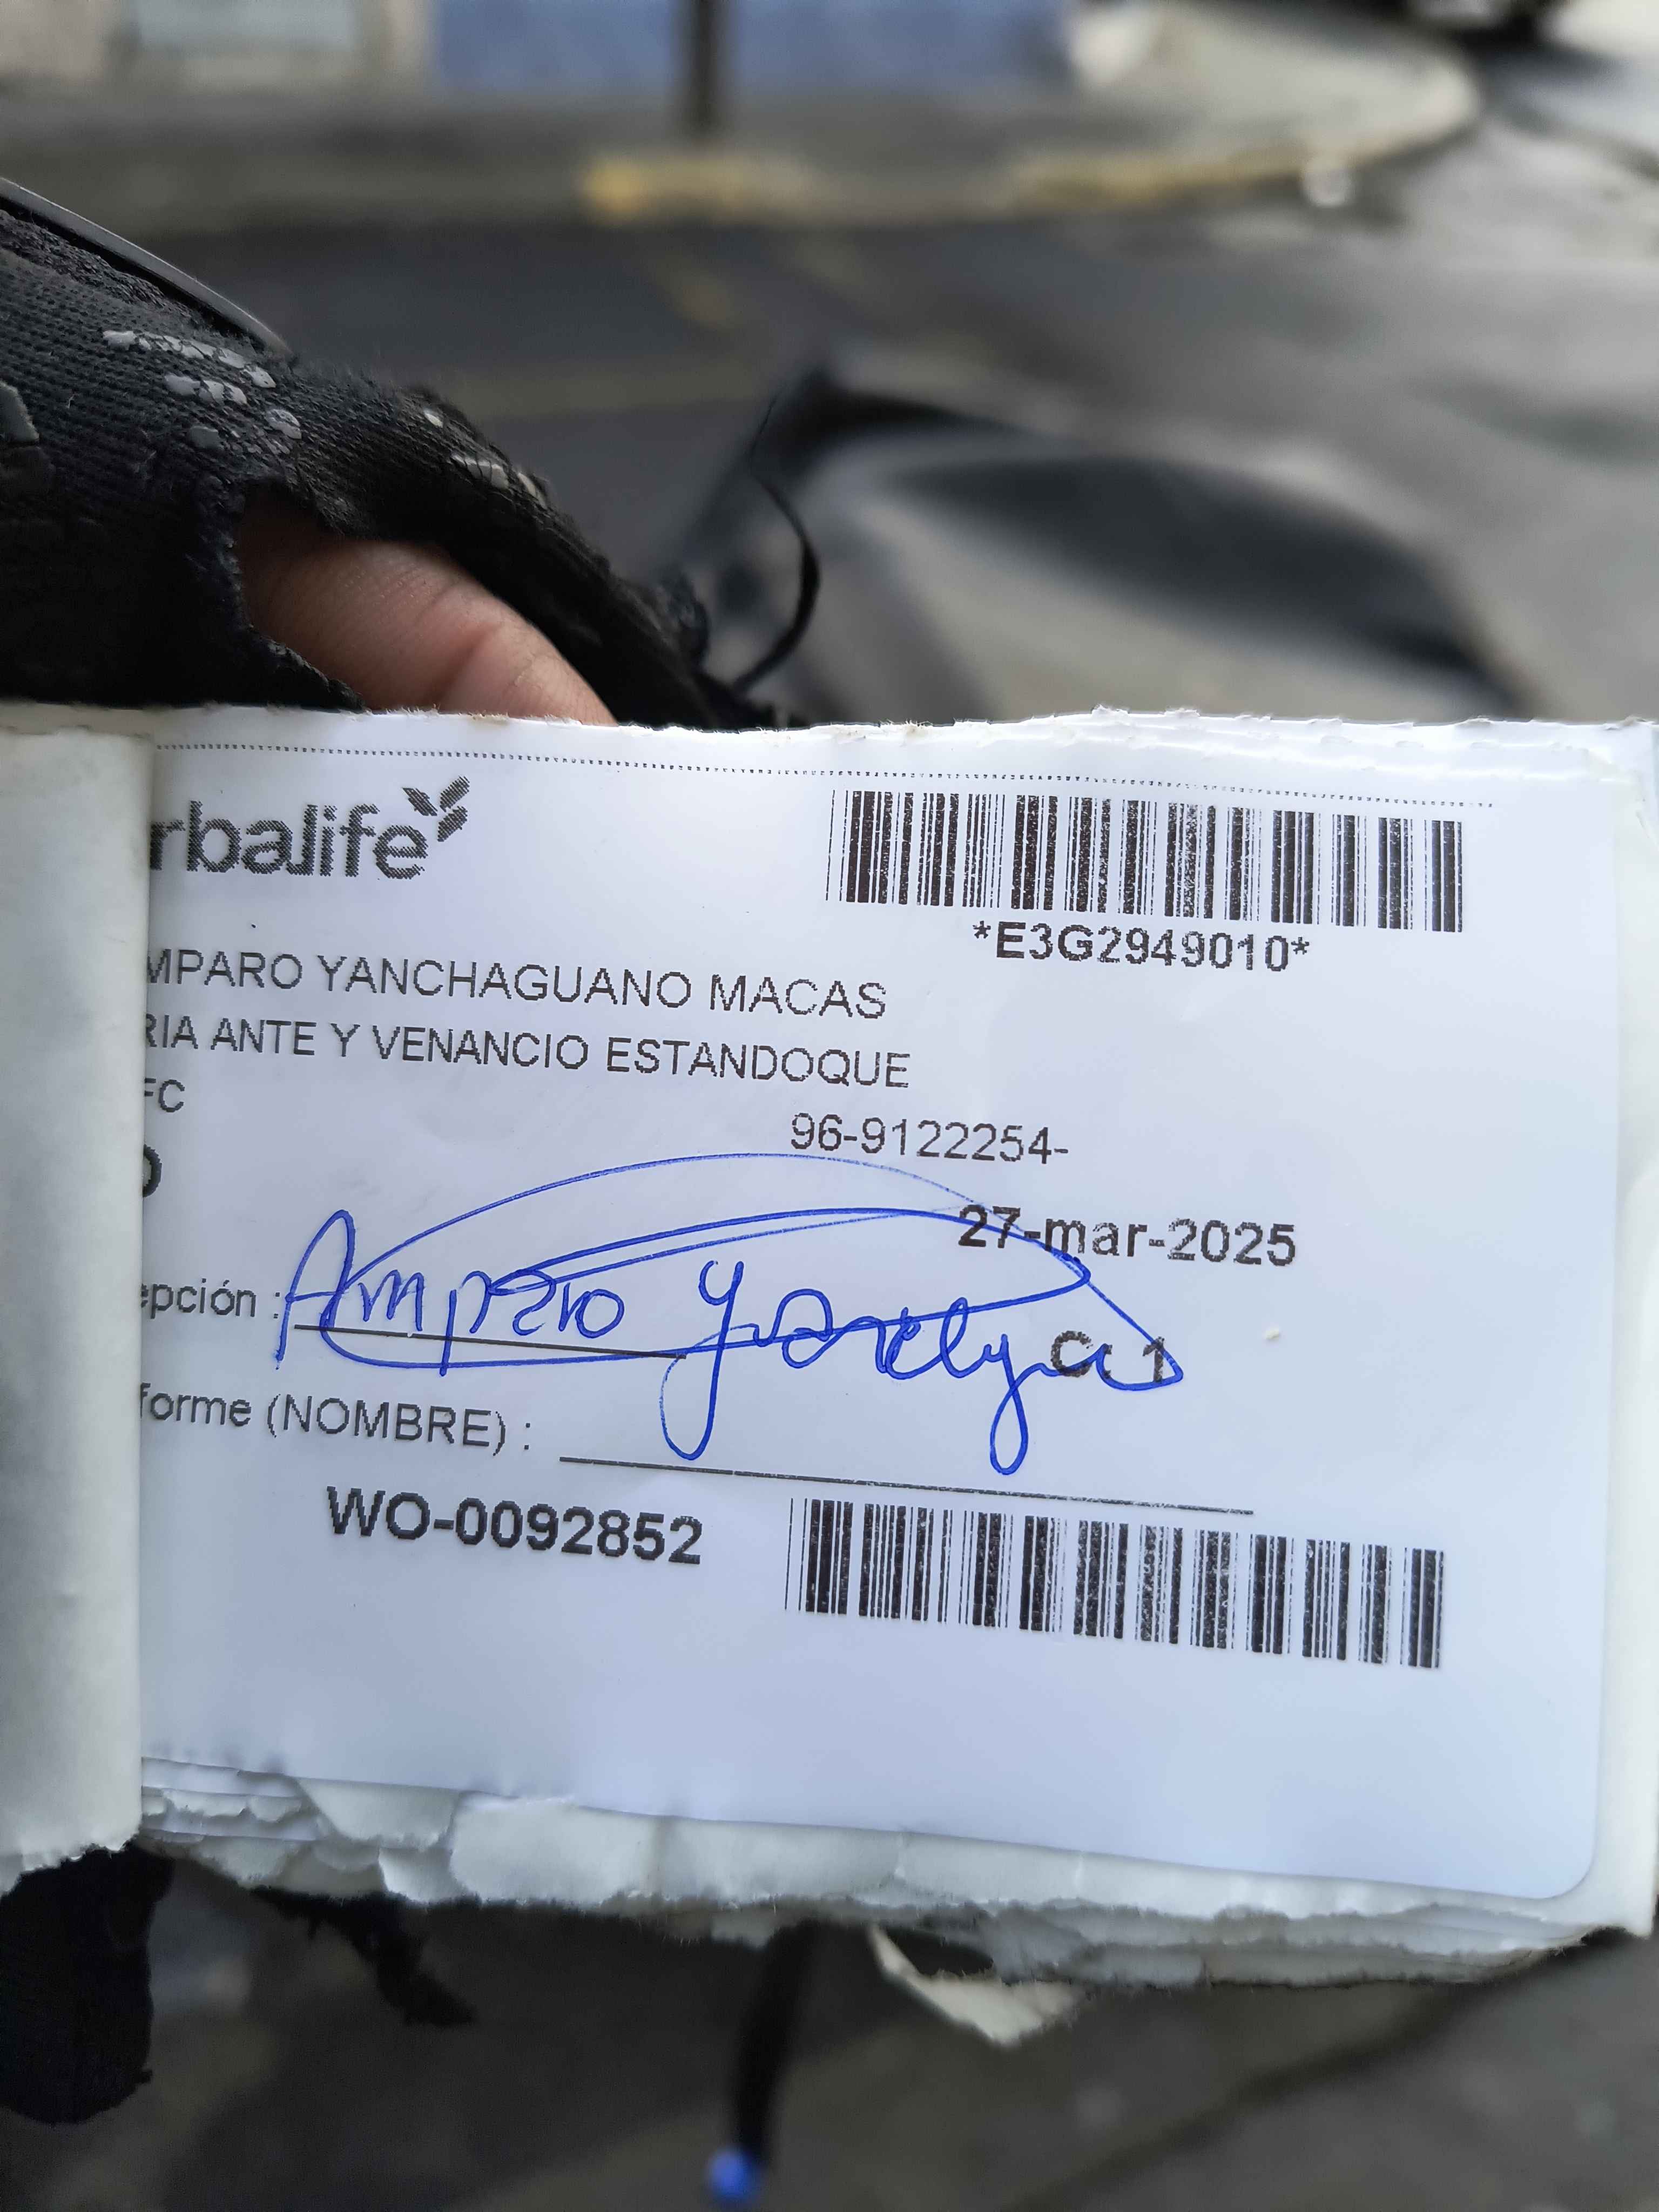 rbalife
*E3G2949010*
MPARO YANCHAGUANO MACAS
RIA ANTE Y VENANCIO ESTANDOQUE
FC
96-9122254-
27-mar-2025
epción :
Amparo
C 1
forme (NOMBRE) :
WO-0092852